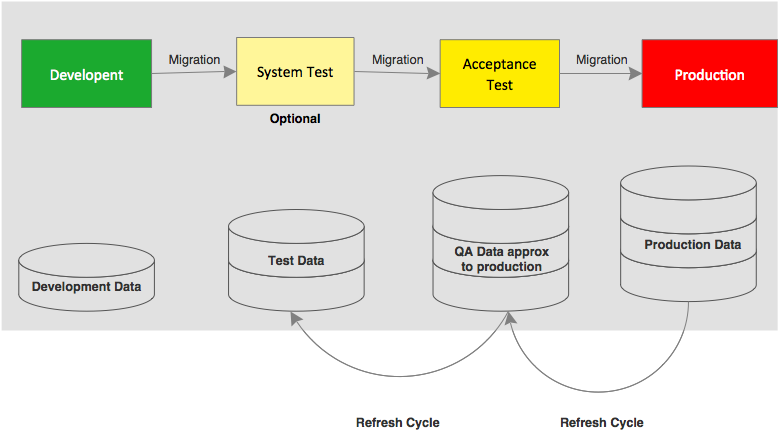 Migration
Migration
Migration
Developent
System Test
Acceptance
Test
Production
Optional
Development Data
Test Data
QA Data approx
to production
Production Data
Refresh Cycle
Refresh Cycle